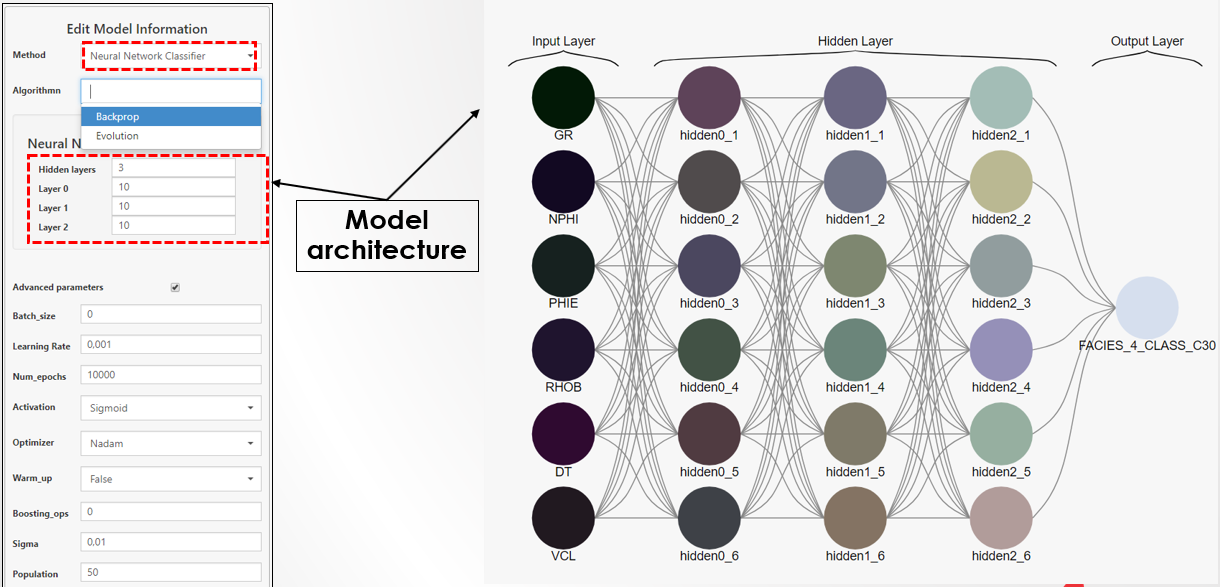 Edit Model Information
Method
Neural Network Classifier
Algorithmn
Backprop
Evolution
Neural N
Hidden layers 3
Layer 0 10
Layer 1 10
Layer 2 10
Advanced parameters
Batch_size 0
Learning Rate 0,001
Num_epochs 10000
Activation Sigmoid
Optimizer Nadam
Warm_up False
Boosting_ops 0
Sigma 0.01
Population 50
Model
architecture
Input Layer Hidden Layer Output Layer
GR hidden0_1 hidden1_1 hidden2_1
NPHI hidden0_2 hidden1_2 hidden2_2
PHIE hidden0_3 hidden1_3 hidden2_3
FACIES_4_CLASS_C30
RHOB hidden0_4 hidden1_4 hidden2_4
DT hidden0_5 hidden1_5 hidden2_5
VCL hidden0_6 hidden1_6 hidden2_6